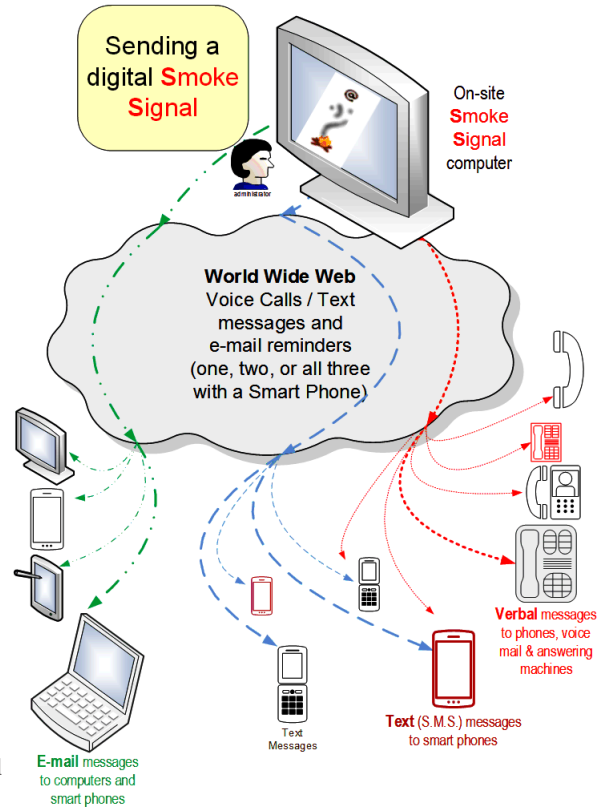 Sending a
digital Smoke
Signal
On-site
Smoke
Signal
computer
@
administrator
World Wide Web
Voice Calls / Text
messages and
e-mail reminders
(one, two, or all three
with a Smart Phone)
Verbal messages
to phones, voice
mail & answering
machines
Text
Messages
Text (S.M.S.) messages
to smart phones
E-mail messages
to computers and
smart phones